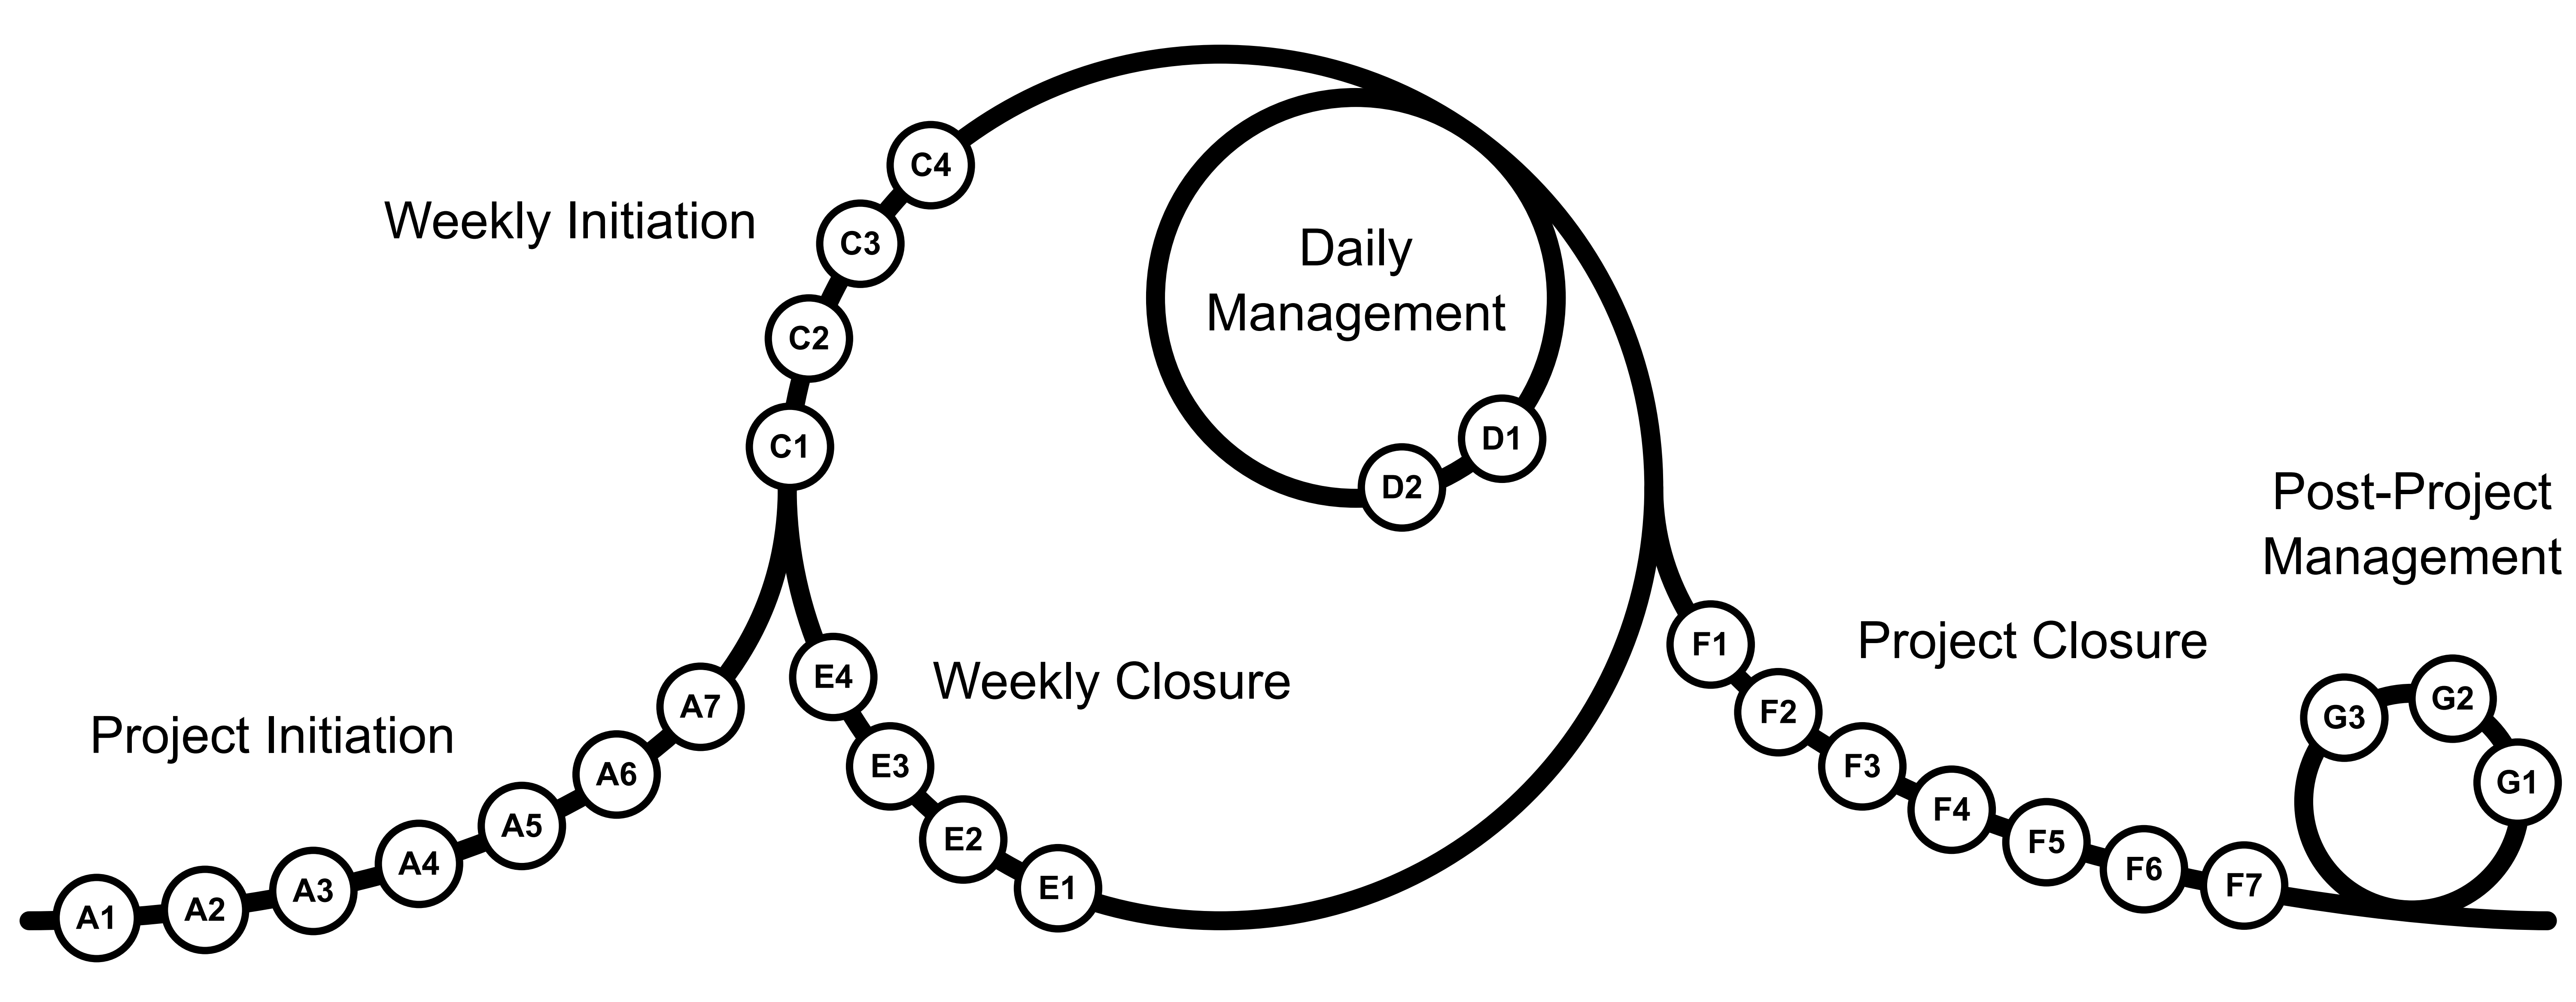 Project Initiation
A1
A2
A3
A4
A5
A6
A7
Weekly Initiation
C1
C2
C3
C4
Daily
Management
D1
D2
Weekly Closure
E1
E2
E3
E4
Project Closure
F1
F2
F3
F4
F5
F6
F7
Post-Project
Management
G1
G2
G3